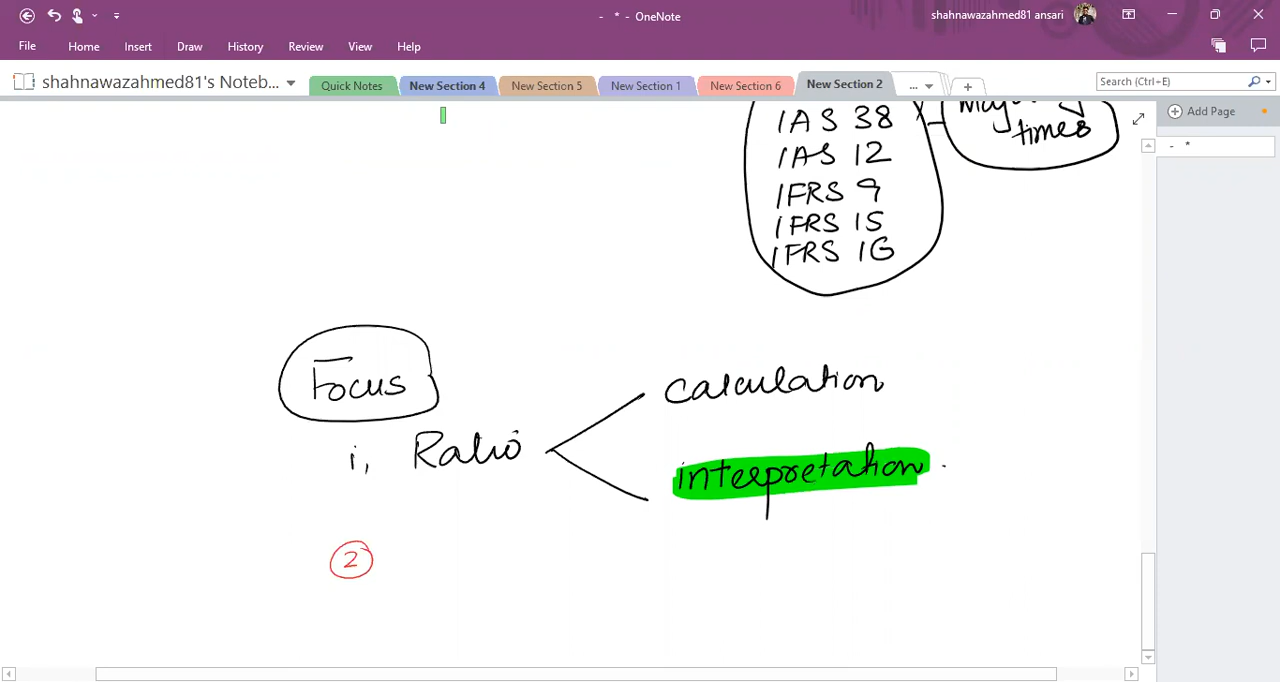 - * - OneNote
shahnawazahmed81 ansari
File Home Insert Draw History Review View Help
shahnawazahmed81's Noteb...
Quick Notes New Section 4 New Section 5 New Section 1 New Section 6 New Section 2 ...
Search (Ctrl+E)
Add Page
- *
times
IAS 38
IAS 12
IFRS 9
IFRS 15
IFRS 16
Focus
i, Ratio
calculation
interpretation.
2